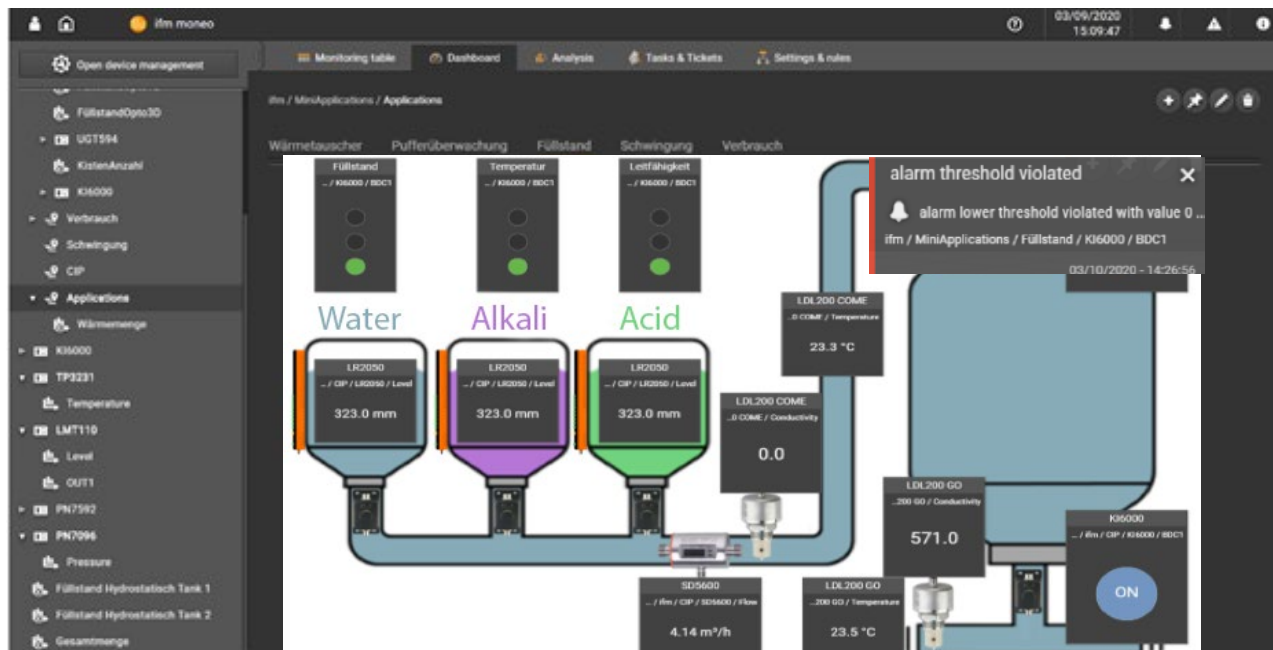 ifm moneo
03/09/2020
15:09:47
Open device management
Monitoring table
Dashboard
Analysis
Tasks & Tickets
Settings & rules
FüllstandOpto3D
UGT594
KistenAnzahl
KI6000
Verbrauch
Schwingung
CIP
Applications
Wärmemenge
KI6000
TP3231
Temperature
LMT110
Level
OUT1
PN7592
PN7096
Pressure
Füllstand Hydrostatisch Tank 1
Füllstand Hydrostatisch Tank 2
Gesamtmenge
ifm / MiniApplications / Applications
Wärmetauscher
Pufferüberwachung
Füllstand
Schwingung
Verbrauch
Füllstand
... / KI6000 / BDC1
Temperatur
... / KI6000 / BDC1
Leitfähigkeit
... / KI6000 / BDC1
alarm threshold violated
alarm lower threshold violated with value 0 ...
ifm / MiniApplications / Füllstand / KI6000 / BDC1
03/10/2020 - 14:26:56
Water
Alkali
Acid
LR2050
... / CIP / LR2050 / Level
323.0 mm
LR2050
... / CIP / LR2050 / Level
323.0 mm
LR2050
... / CIP / LR2050 / Level
323.0 mm
LDL200 COME
...0 COME / Temperature
23.3 °C
LDL200 COME
...0 COME / Conductivity
0.0
LDL200 GO
...200 GO / Conductivity
571.0
KI6000
... / ifm / CIP / KI6000 / BDC1
ON
SD5600
... / ifm / CIP / SD5600 / Flow
4.14 m³/h
LDL200 GO
...200 GO / Temperature
23.5 °C